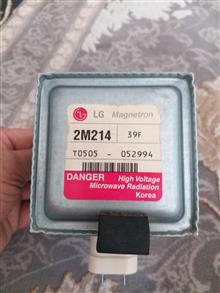 LG Magnetron
2M214 39F
T0505 - 052994
DANGER High Voltage
Microwave Radiation
Korea